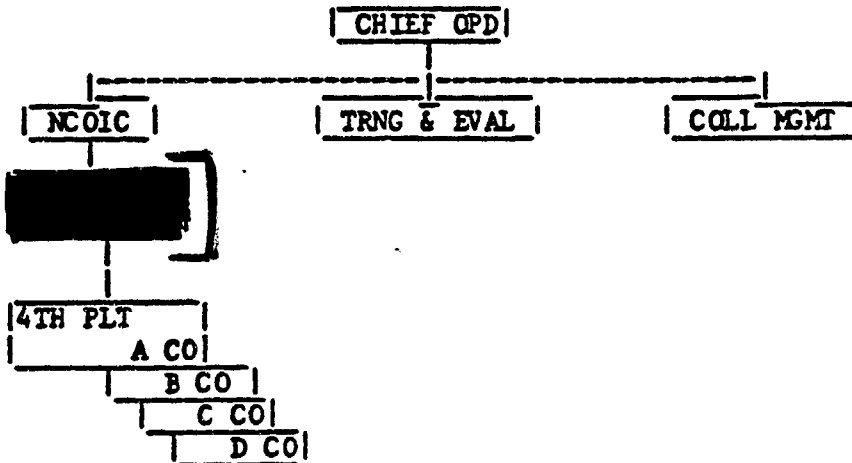 CHIEF OPD
NCOIC TRNG & EVAL COLL MGMT
4TH PLT
A CO
B CO
C CO
D CO